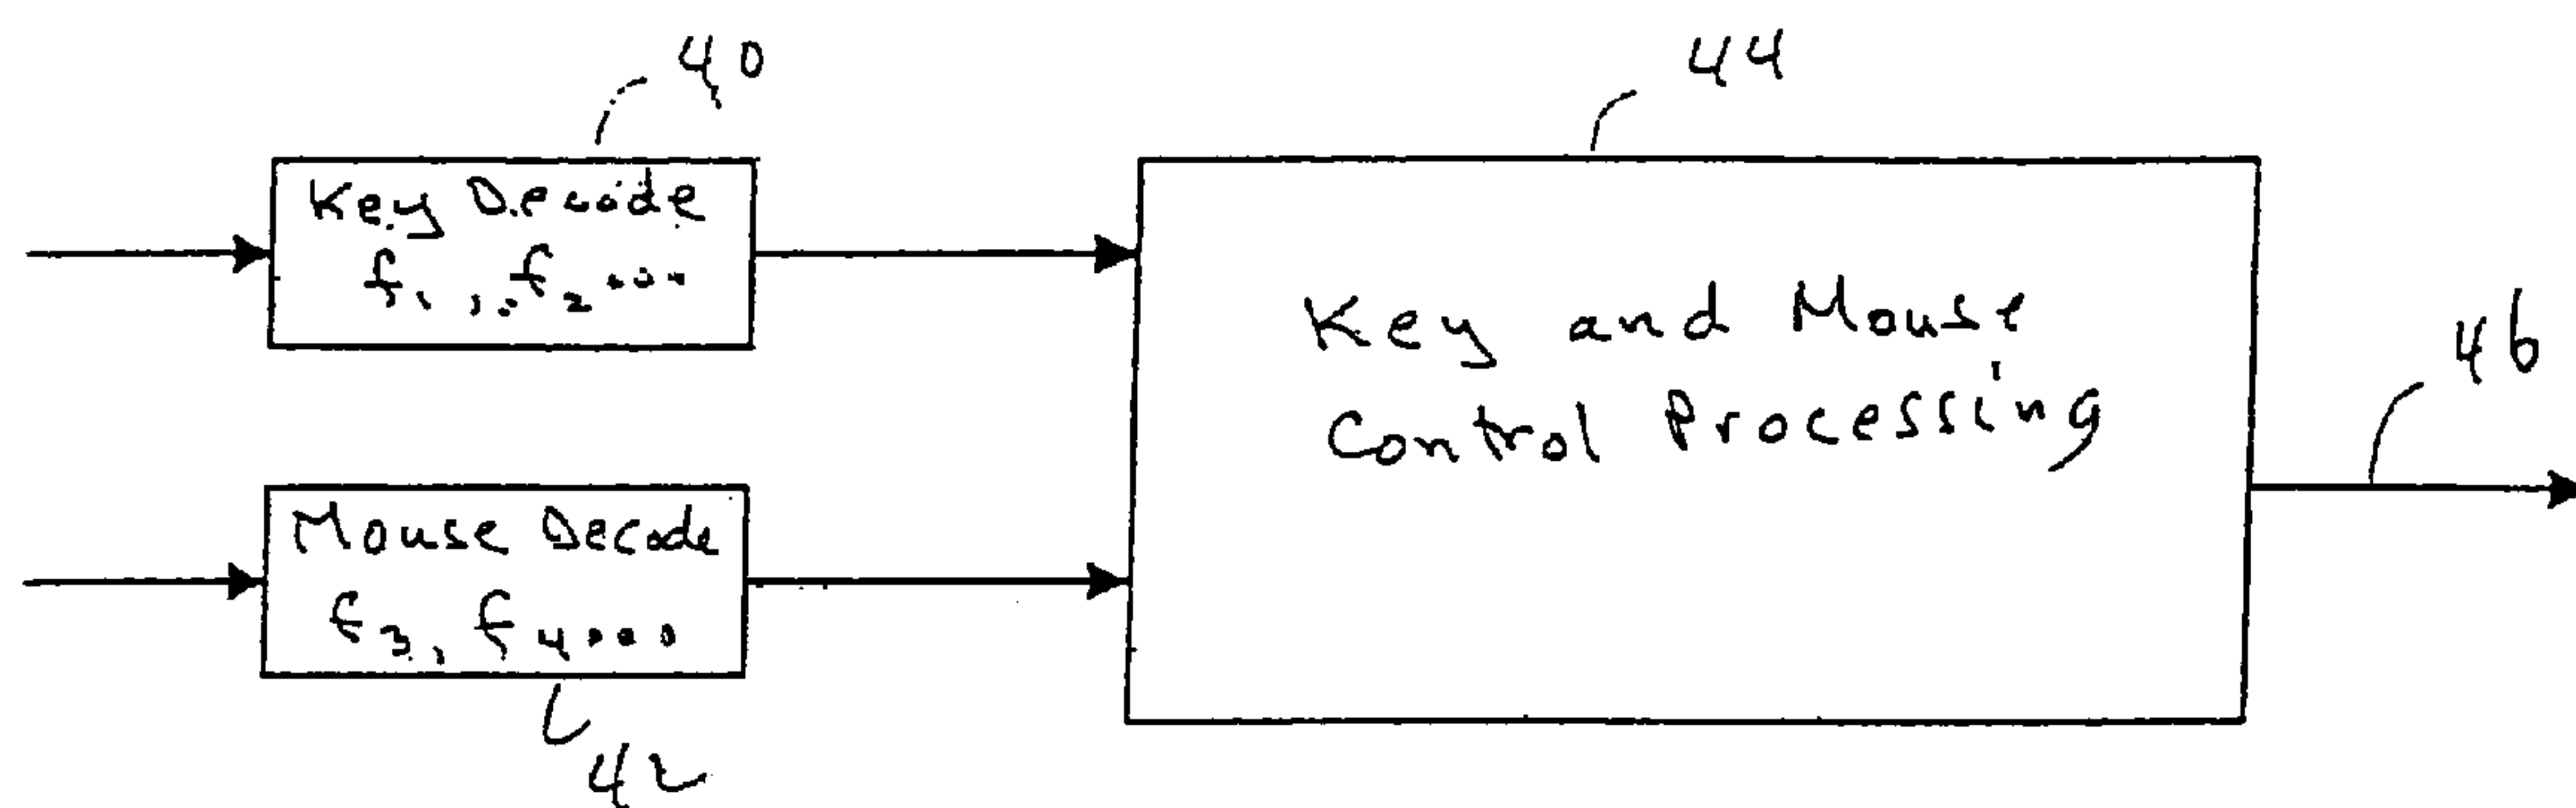 40
44
Key Decode
f₁, f₂ ...
Key and Mouse
Control Processing
46
Mouse Decode
f₃, f₄ ...
42